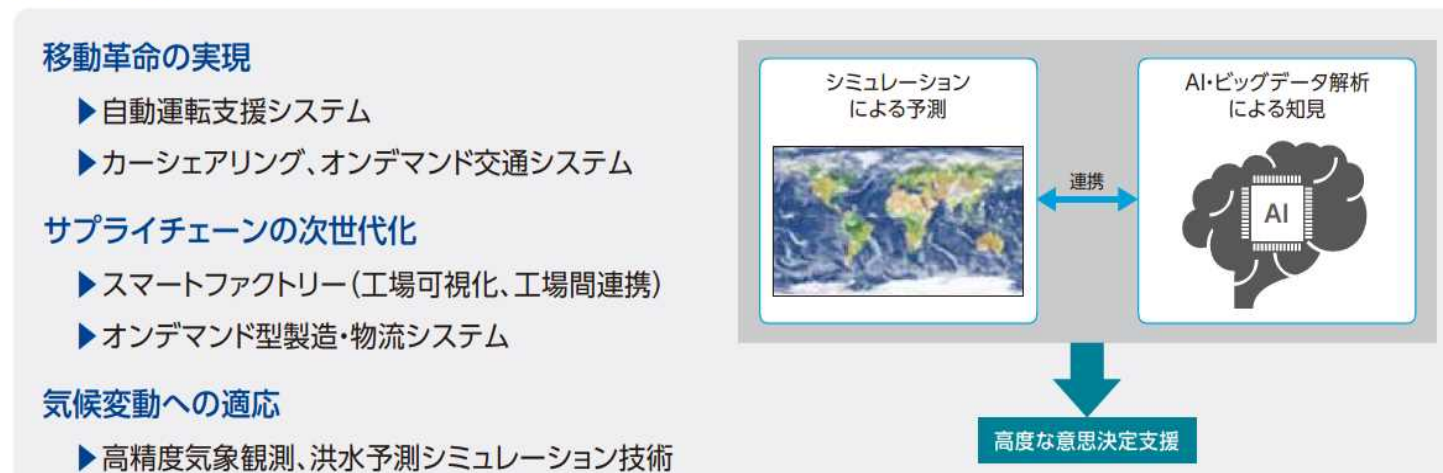 移動革命の実現
▶自動運転支援システム
▶カーシェアリング、オンデマンド交通システム
サプライチェーンの次世代化
▶スマートファクトリー（工場可視化、工場間連携）
▶オンデマンド型製造・物流システム
気候変動への適応
▶高精度気象観測、洪水予測シミュレーション技術
シミュレーション
による予測
連携
AI・ビッグデータ解析
による知見
AI
高度な意思決定支援